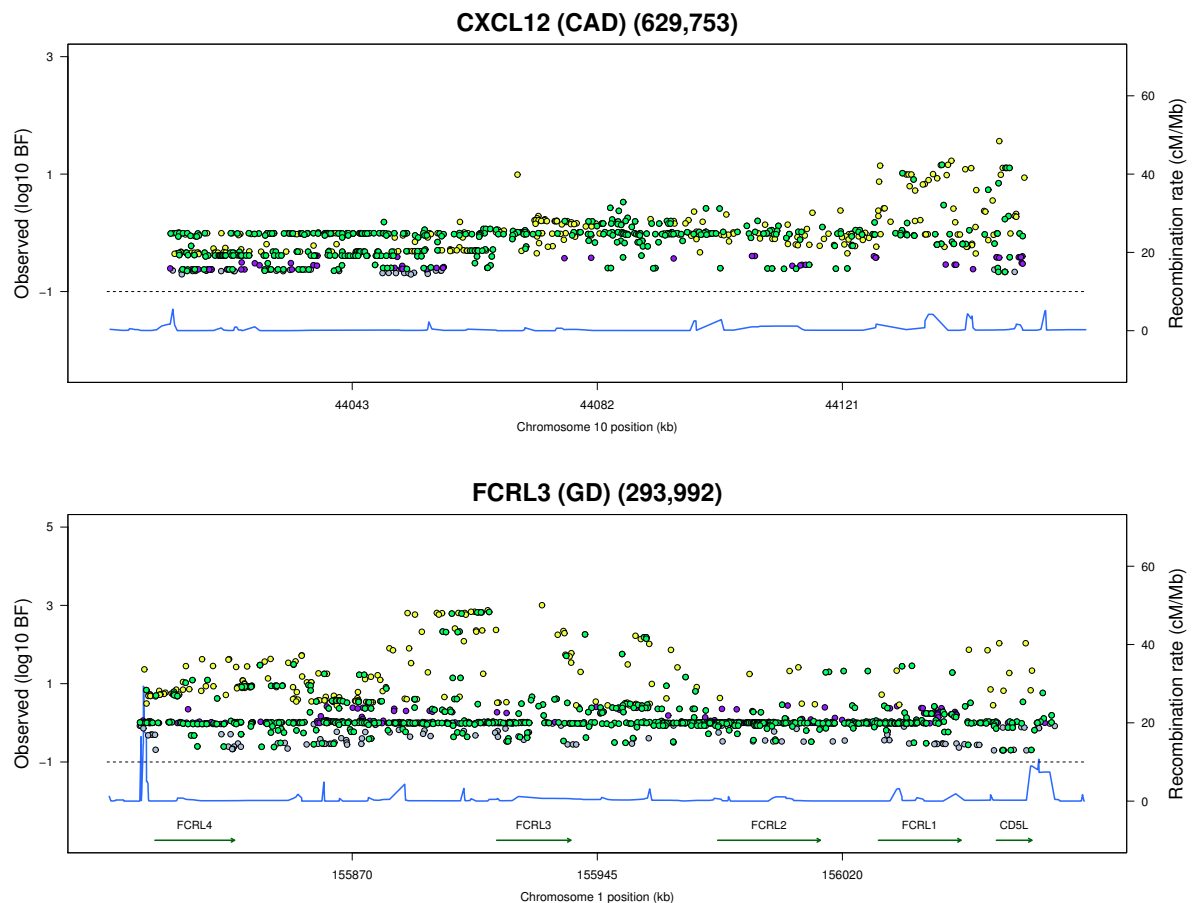 CXCL12 (CAD) (629,753)
3
1
−1
Observed (log10 BF)
60
40
20
0
Recombination rate (cM/Mb)
44043 44082 44121
Chromosome 10 position (kb)
FCRL3 (GD) (293,992)
5
3
1
−1
Observed (log10 BF)
60
40
20
0
Recombination rate (cM/Mb)
FCRL4 FCRL3 FCRL2 FCRL1 CD5L
155870 155945 156020
Chromosome 1 position (kb)